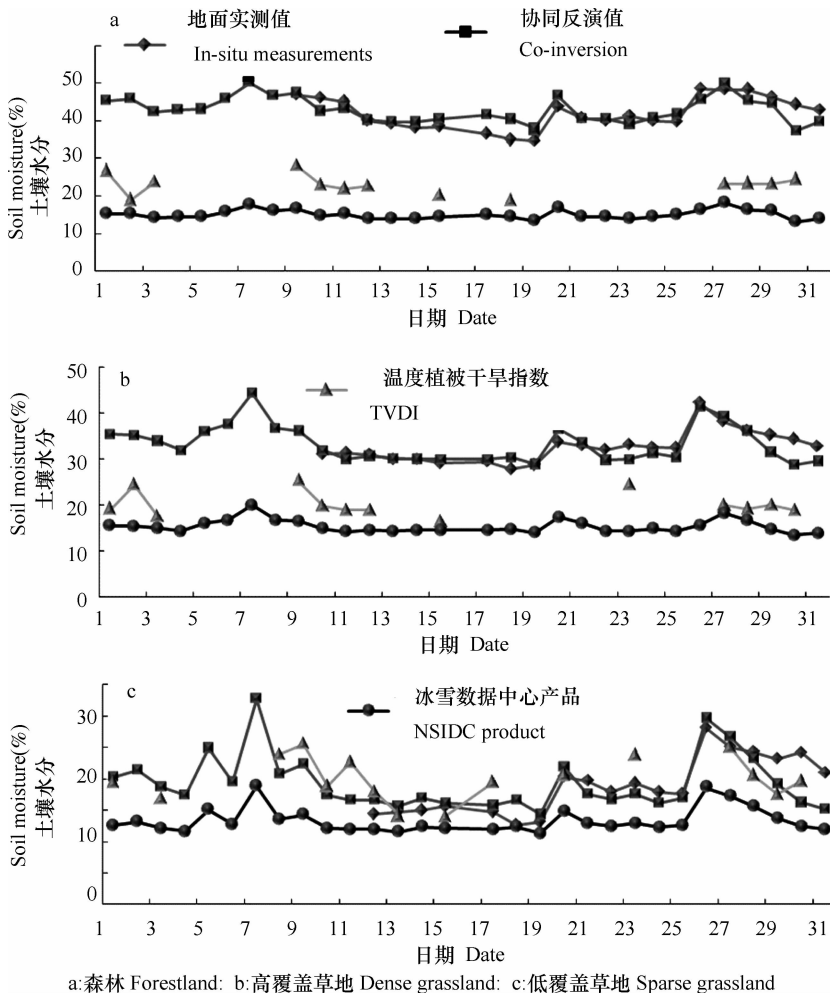 a
地面实测值
In-situ measurements
协同反演值
Co-inversion
Soil moisture(%)
土壤水分
50
40
30
20
10
0
1 3 5 7 9 11 13 15 17 19 21 23 25 27 29 31
日期 Date
b
温度植被干旱指数
TVDI
Soil moisture(%)
土壤水分
50
40
30
20
10
0
1 3 5 7 9 11 13 15 17 19 21 23 25 27 29 31
日期 Date
c
冰雪数据中心产品
NSIDC product
Soil moisture(%)
土壤水分
30
20
10
0
1 3 5 7 9 11 13 15 17 19 21 23 25 27 29 31
日期 Date
a:森林 Forestland: b:高覆盖草地 Dense grassland: c:低覆盖草地 Sparse grassland